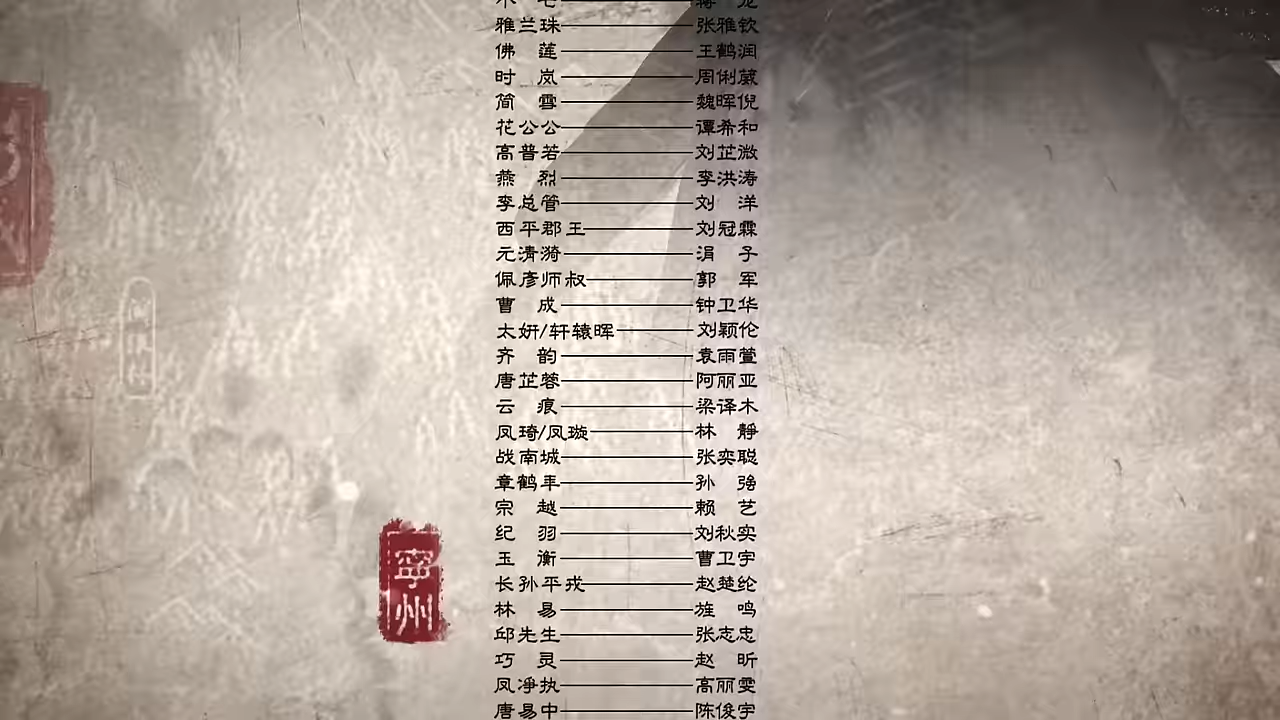 雅兰珠————张雅钦
佛 莲————王鹤润
时 岚————周俐葳
简 雪————魏晖倪
花公公————谭希和
高普若————刘芷微
燕 烈————李洪涛
李总管————刘 洋
西平郡王————刘冠霖
元清漪————涓 子
佩彦师叔————郭 军
曹 成————钟卫华
太妍/轩辕晖————刘颖伦
齐 韵————袁雨萱
唐芷蓉————阿丽亚
云 痕————梁译木
凤琦/凤璇————林 静
战南城————张奕聪
章鹤丰————孙 强
宗 越————赖 艺
纪 羽————刘秋实
玉 衡————曹卫宇
长孙平戎————赵楚纶
林 易————旌 鸣
邱先生————张志忠
巧 灵————赵 昕
凤净执————高丽雯
唐易中————陈俊宇
寧州